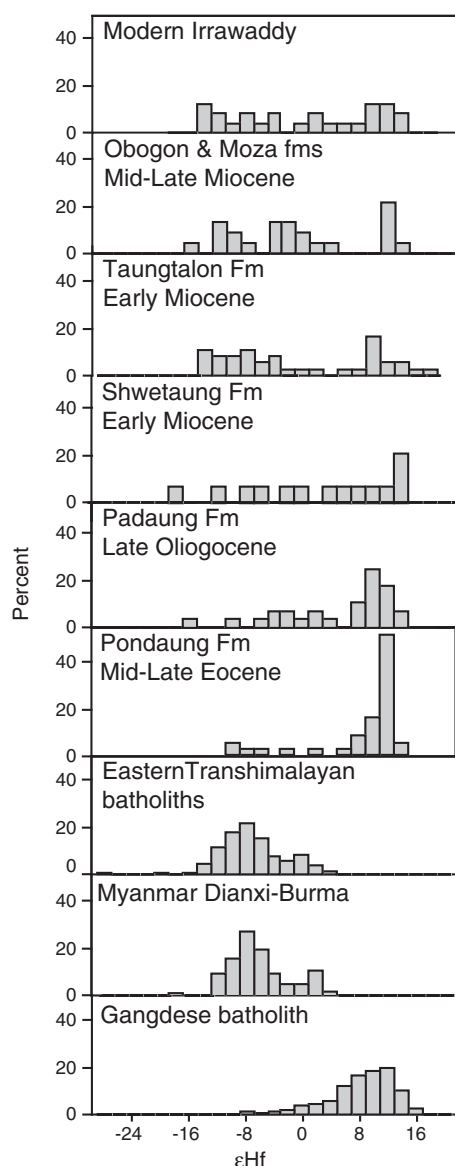 40
20
0
Modern Irrawaddy
40
20
0
Obogon & Moza fms
Mid-Late Miocene
40
20
0
Taungtalon Fm
Early Miocene
40
20
0
Shwetaung Fm
Early Miocene
40
20
0
Padaung Fm
Late Oliogocene
40
20
0
Pondaung Fm
Mid-Late Eocene
40
20
0
EasternTranshimalayan
batholiths
40
20
0
Myanmar Dianxi-Burma
40
20
0
Gangdese batholith
Percent
-24 -16 -8 0 8 16
εHf